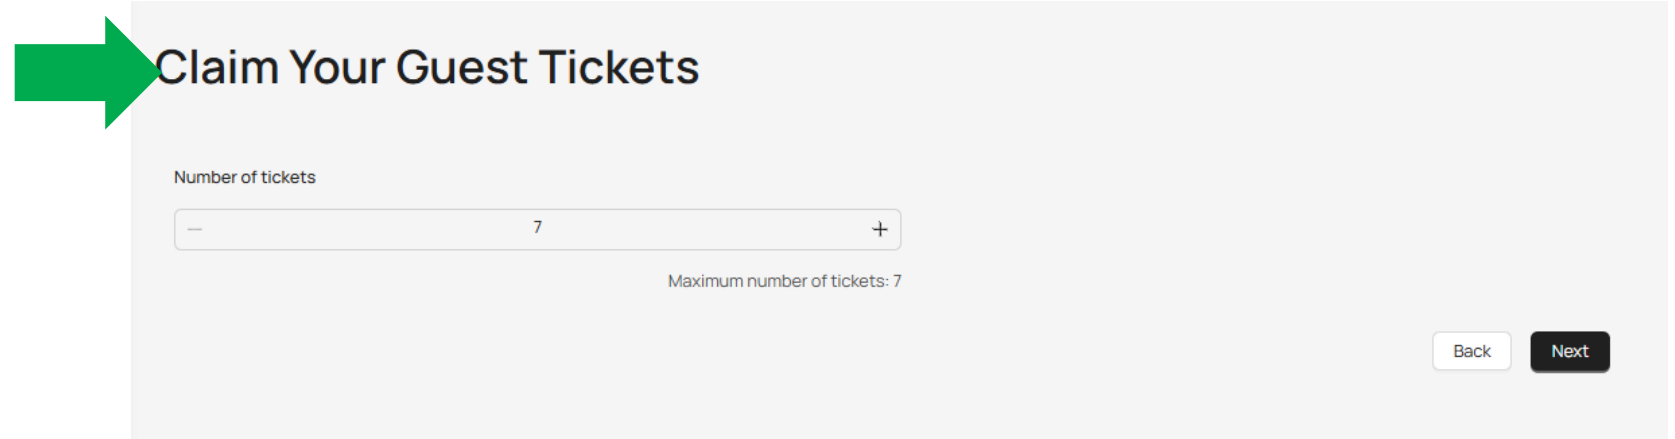 Claim Your Guest Tickets
Number of tickets
7
Maximum number of tickets: 7
Back Next